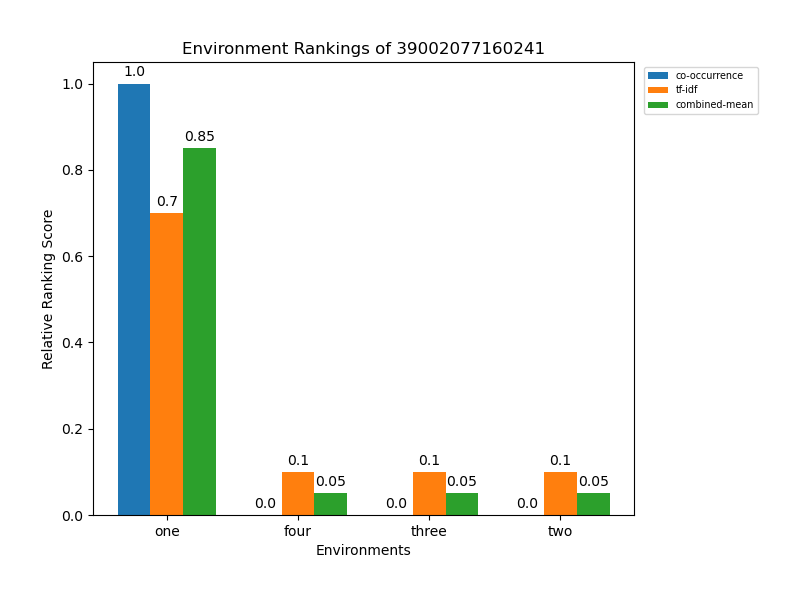 Environment Rankings of 39002077160241
co-occurrence
tf-idf
combined-mean
Relative Ranking Score
1.0
0.8
0.6
0.4
0.2
0.0
1.0
0.7
0.85
0.0
0.1
0.05
0.0
0.1
0.05
0.0
0.1
0.05
one four three two
Environments